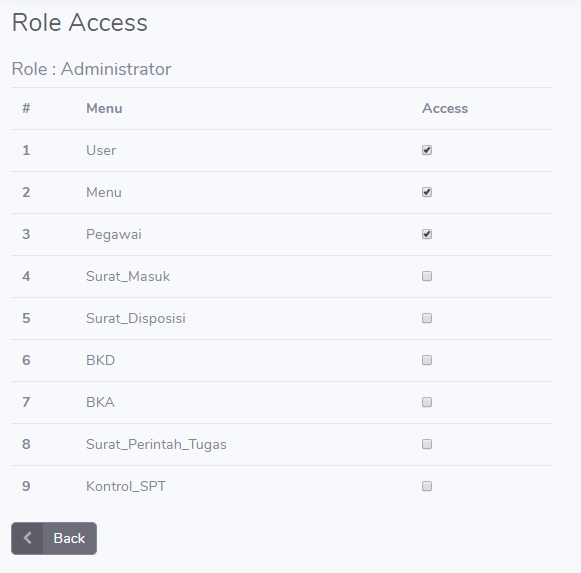 Role Access
Role : Administrator
# Menu Access
1 User
2 Menu
3 Pegawai
4 Surat_Masuk
5 Surat_Disposisi
6 BKD
7 BKA
8 Surat_Perintah_Tugas
9 Kontrol_SPT
Back